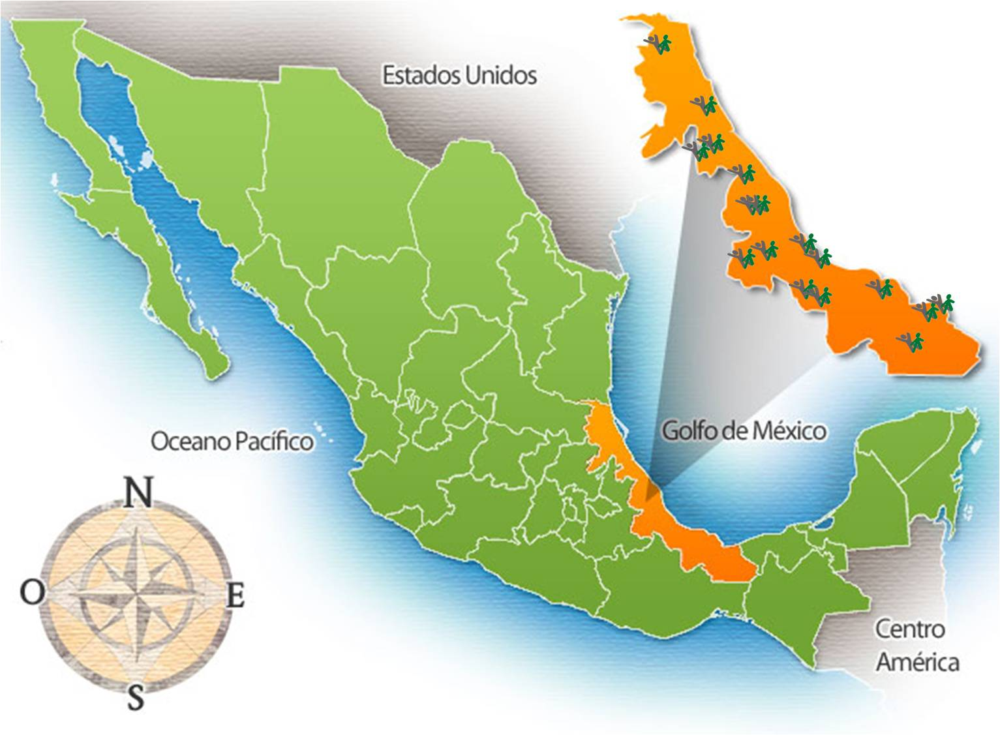 Estados Unidos
Golfo de México
Oceano Pacífico
N
O
E
S
Centro
América